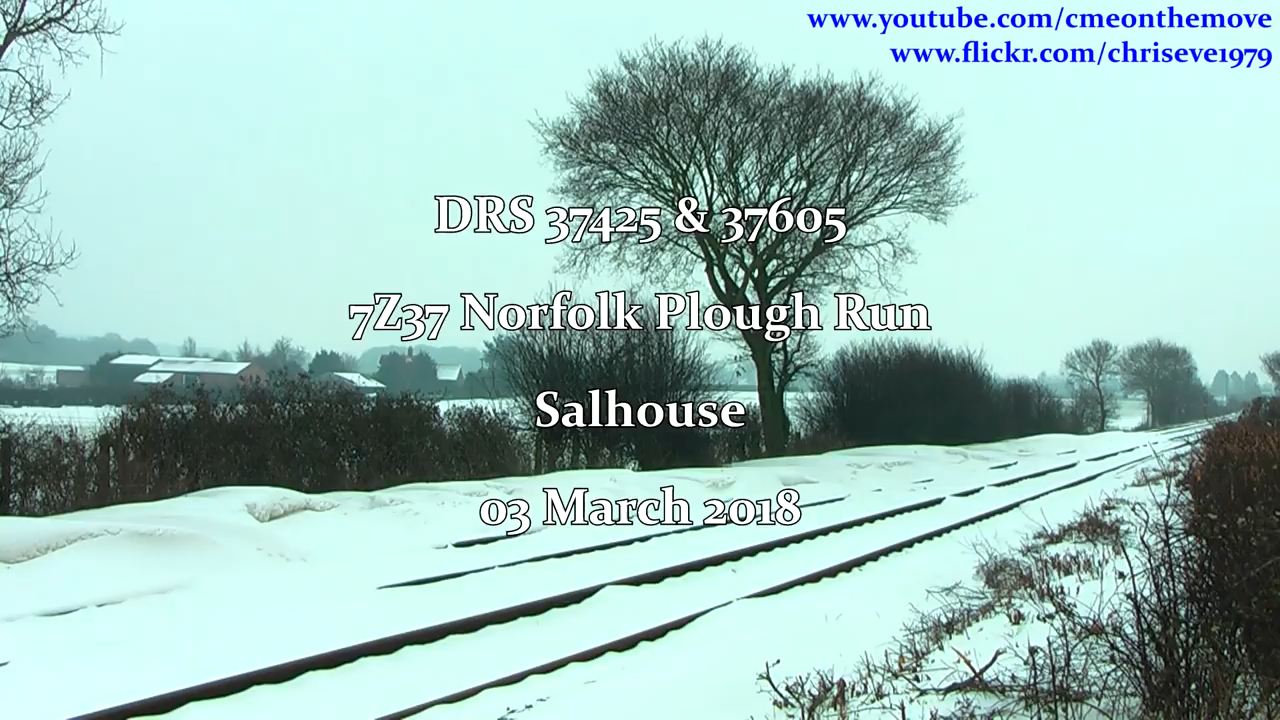 www.youtube.com/cmeonthemove
www.flickr.com/chriseve1979
DRS 37425 & 37605
7Z37 Norfolk Plough Run
Salhouse
03 March 2018